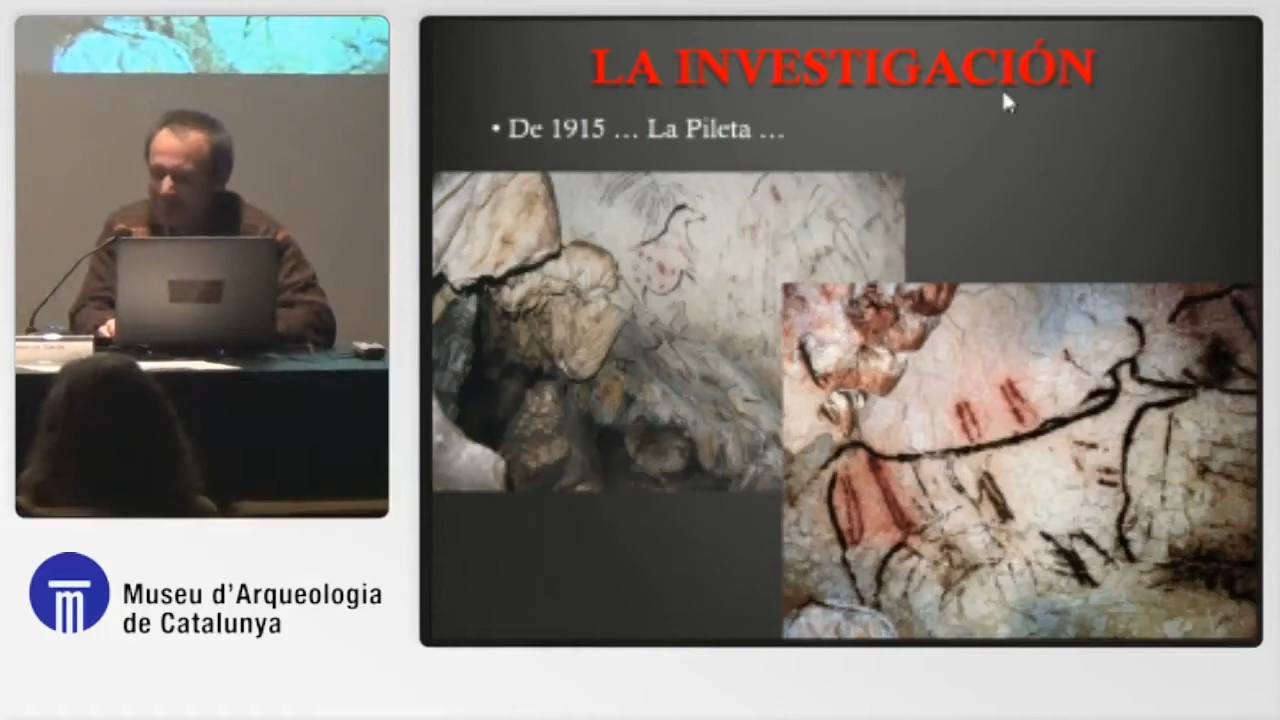 LA INVESTIGACIÓN
• De 1915 … La Pileta …
Museu d'Arqueologia
de Catalunya